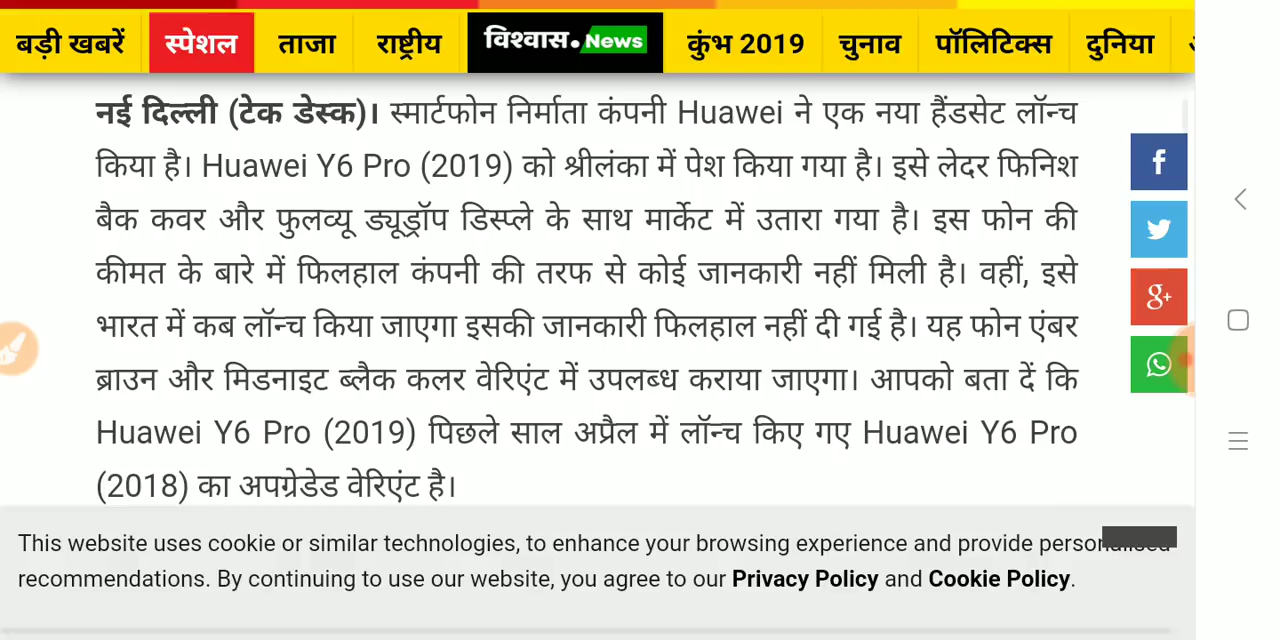 बड़ी खबरें स्पेशल ताजा राष्ट्रीय विश्वास.News कुंभ 2019 चुनाव पॉलिटिक्स दुनिया
नई दिल्ली (टेक डेस्क)। स्मार्टफोन निर्माता कंपनी Huawei ने एक नया हैंडसेट लॉन्च
किया है। Huawei Y6 Pro (2019) को श्रीलंका में पेश किया गया है। इसे लेदर फिनिश
बैक कवर और फुलव्यू ड्यूड्रॉप डिस्प्ले के साथ मार्केट में उतारा गया है। इस फोन की
कीमत के बारे में फिलहाल कंपनी की तरफ से कोई जानकारी नहीं मिली है। वहीं, इसे
भारत में कब लॉन्च किया जाएगा इसकी जानकारी फिलहाल नहीं दी गई है। यह फोन एंबर
ब्राउन और मिडनाइट ब्लैक कलर वेरिएंट में उपलब्ध कराया जाएगा। आपको बता दें कि
Huawei Y6 Pro (2019) पिछले साल अप्रैल में लॉन्च किए गए Huawei Y6 Pro
(2018) का अपग्रेडेड वेरिएंट है।
f
g+
This website uses cookie or similar technologies, to enhance your browsing experience and provide personalised
recommendations. By continuing to use our website, you agree to our Privacy Policy and Cookie Policy.